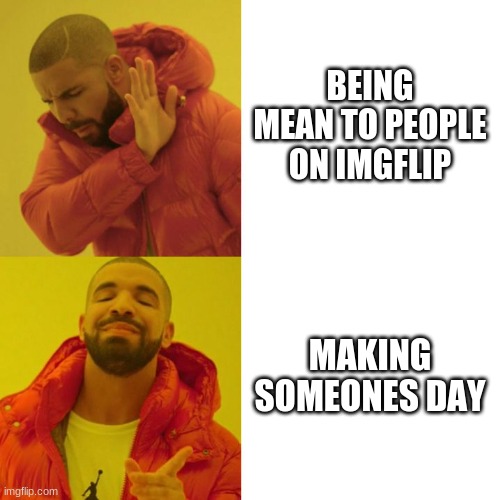 BEING
MEAN TO PEOPLE
ON IMGFLIP
MAKING
SOMEONES DAY
imgflip.com